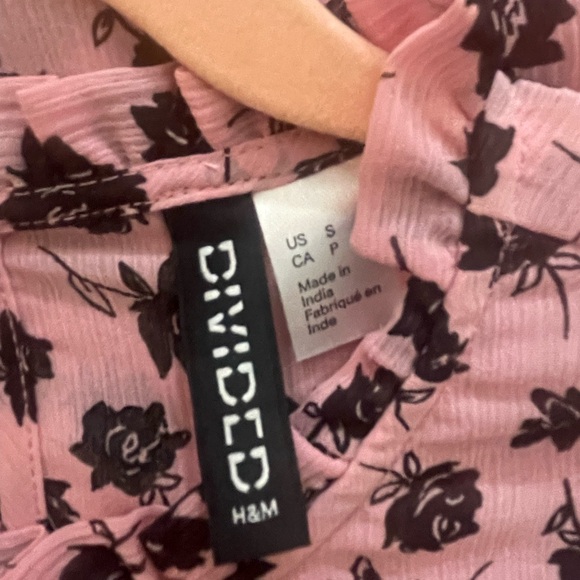 DIVIDED
H&M
US S
CA P
Made in
India
Fabriqué en
Inde